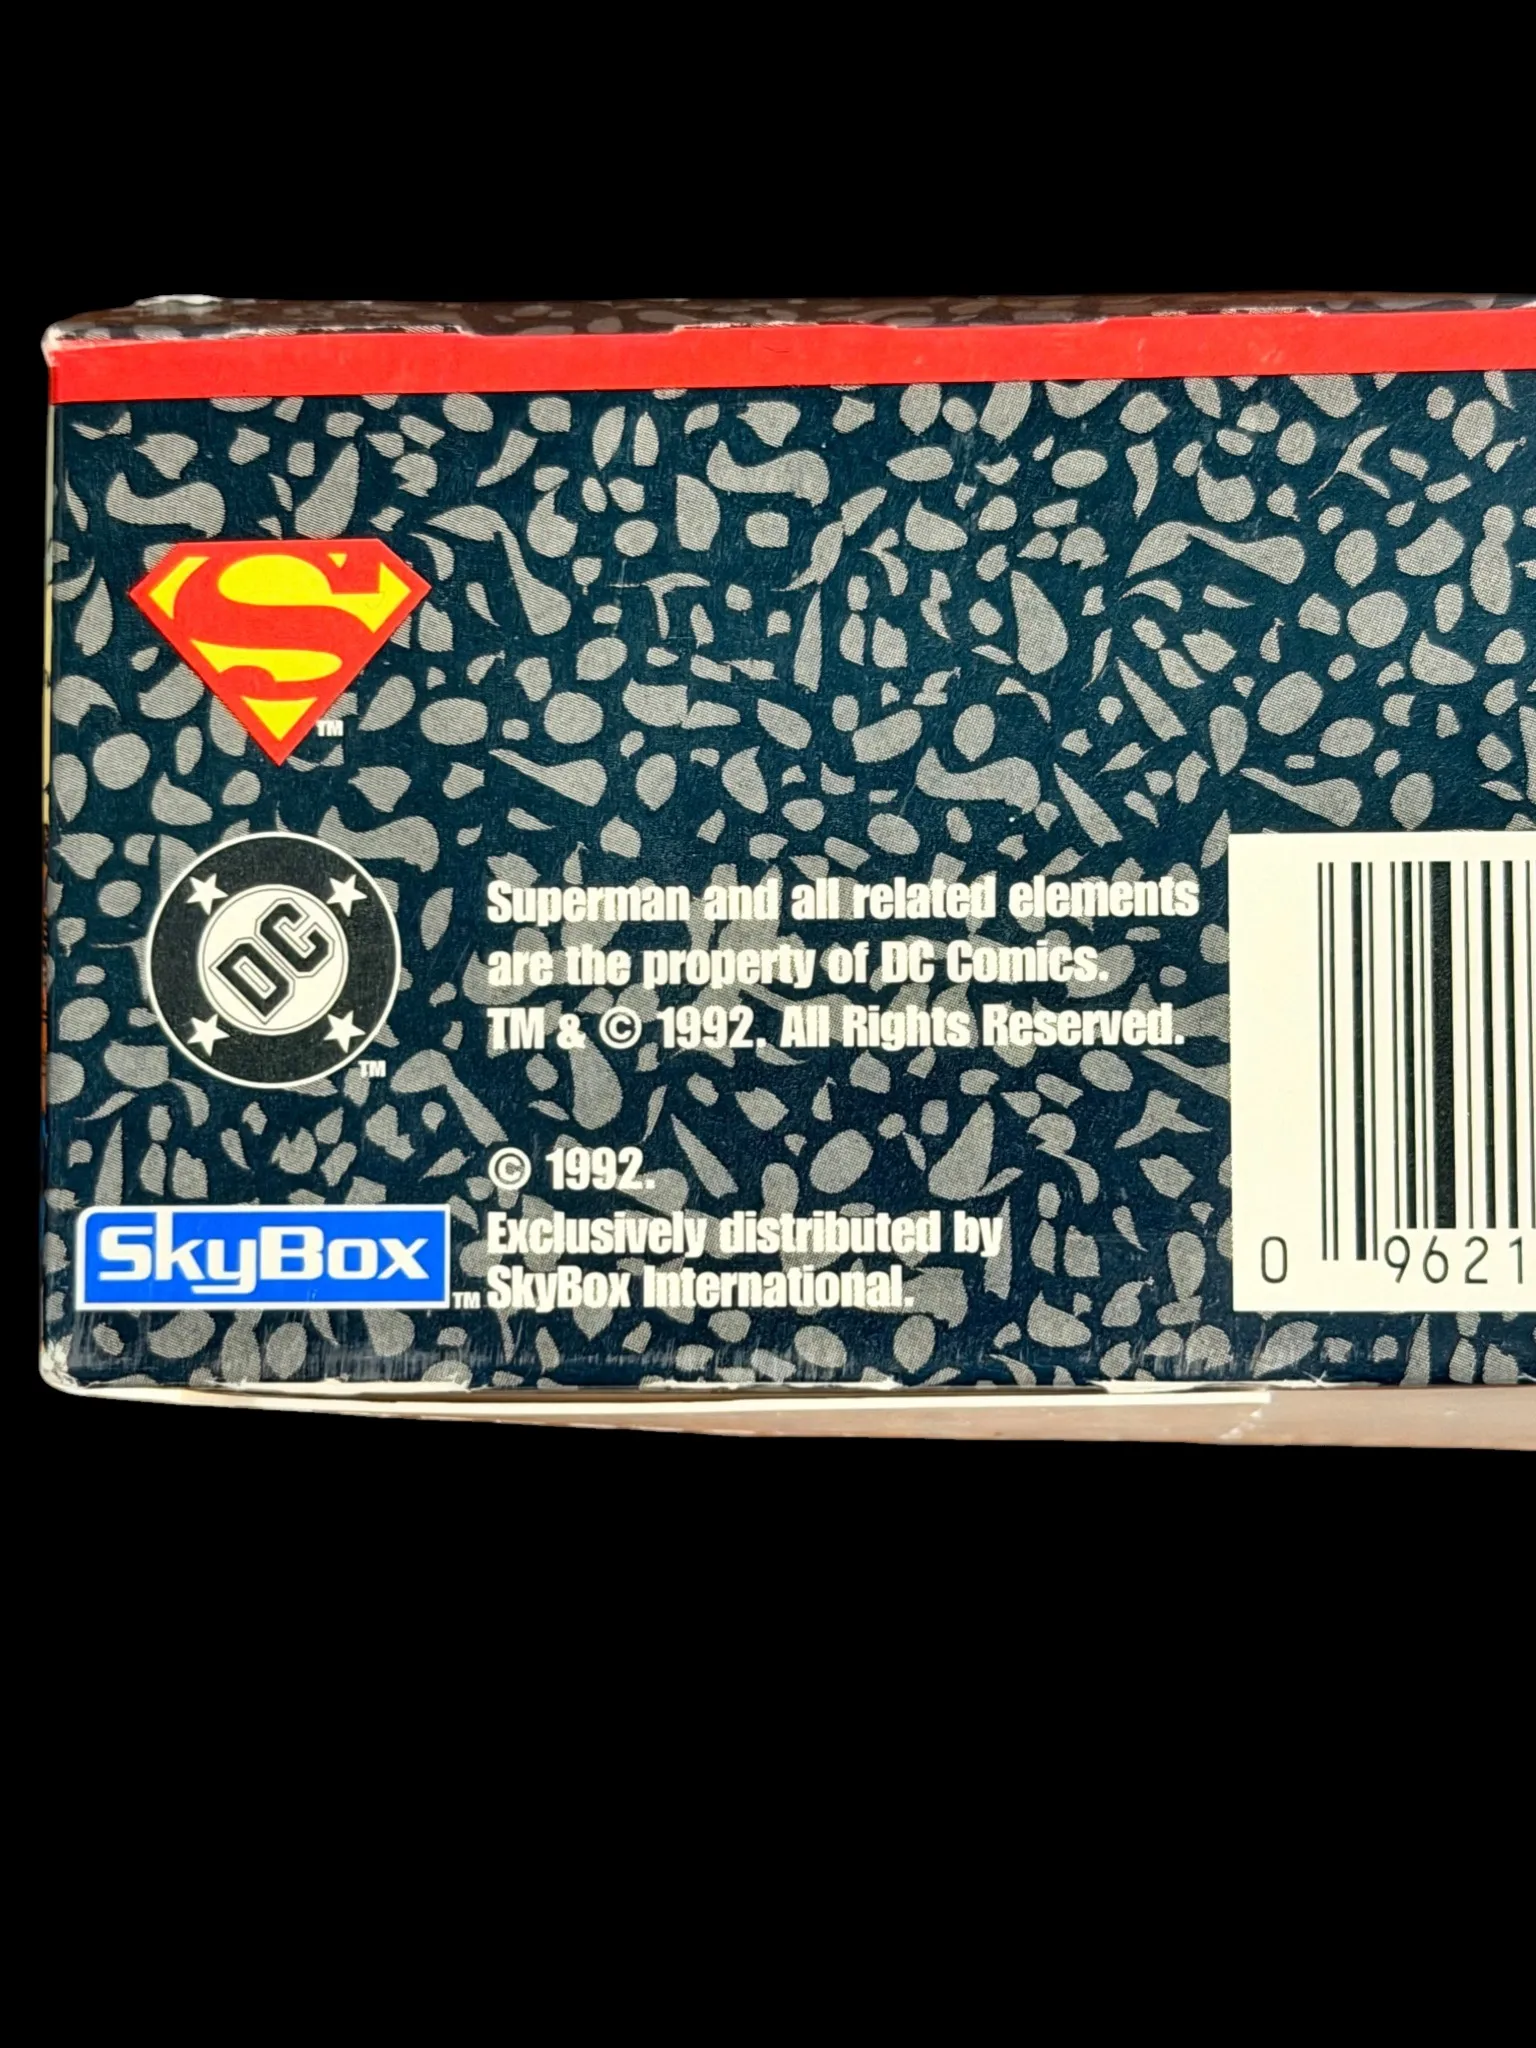 S
TM
DC
TM
Superman and all related elements
are the property of DC Comics.
TM & © 1992. All Rights Reserved.
© 1992.
Exclusively distributed by
SkyBox International.
SkyBox
TM
0 9621